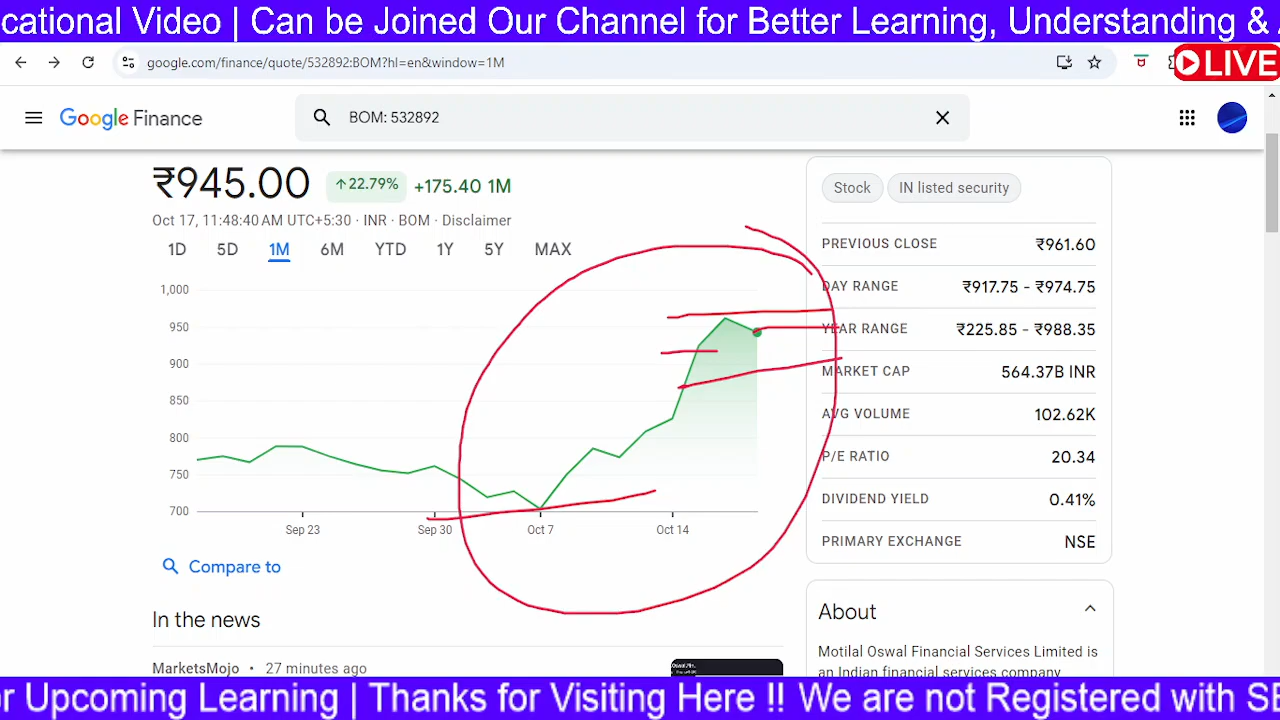 cational Video | Can be Joined Our Channel for Better Learning, Understanding &
google.com/finance/quote/532892:BOM?hl=en&window=1M
LIVE
Google Finance
BOM: 532892
₹945.00 ↑22.79% +175.40 1M
Oct 17, 11:48:40 AM UTC+5:30 · INR · BOM · Disclaimer
1D 5D 1M 6M YTD 1Y 5Y MAX
1,000
950
900
850
800
750
700
Sep 23 Sep 30 Oct 7 Oct 14
Compare to
In the news
MarketsMojo • 27 minutes ago
Stock IN listed security
PREVIOUS CLOSE ₹961.60
DAY RANGE ₹917.75 - ₹974.75
YEAR RANGE ₹225.85 - ₹988.35
MARKET CAP 564.37B INR
AVG VOLUME 102.62K
P/E RATIO 20.34
DIVIDEND YIELD 0.41%
PRIMARY EXCHANGE NSE
About
Motilal Oswal Financial Services Limited is
an Indian financial services company
or Upcoming Learning | Thanks for Visiting Here !! We are not Registered with SE